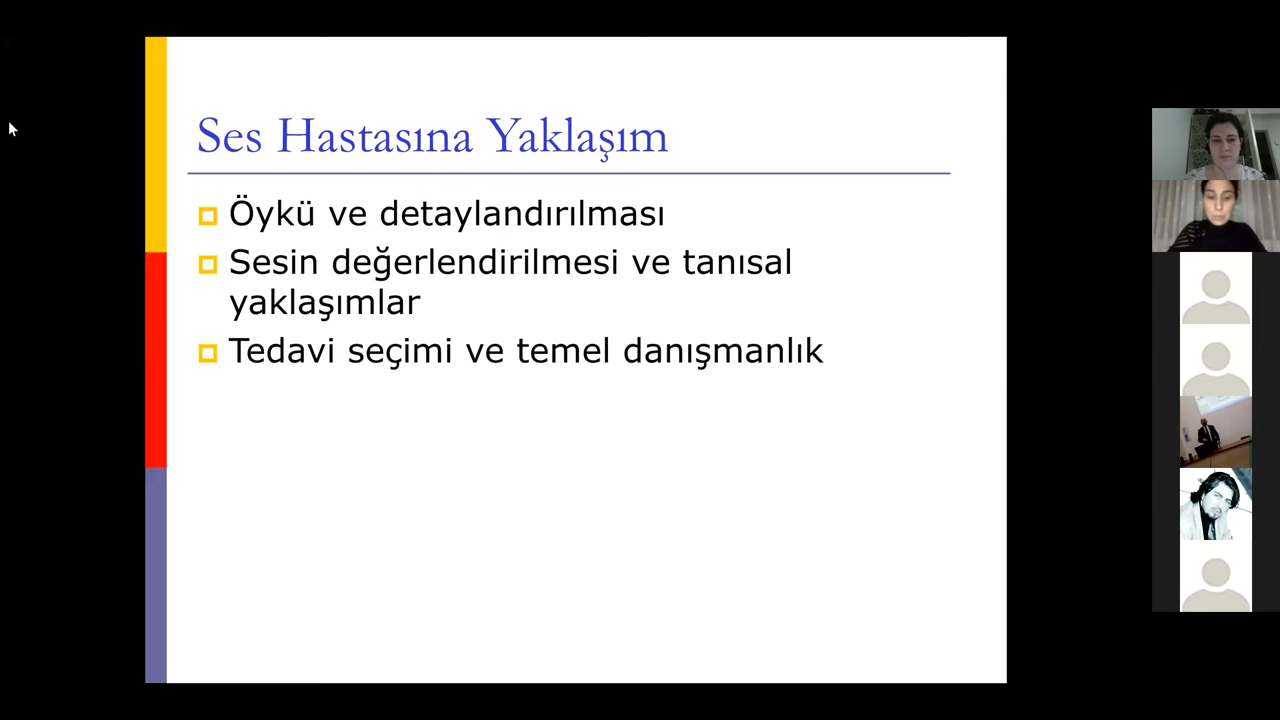 Ses Hastasına Yaklaşım
Öykü ve detaylandırılması
Sesin değerlendirilmesi ve tanısal
yaklaşımlar
Tedavi seçimi ve temel danışmanlık